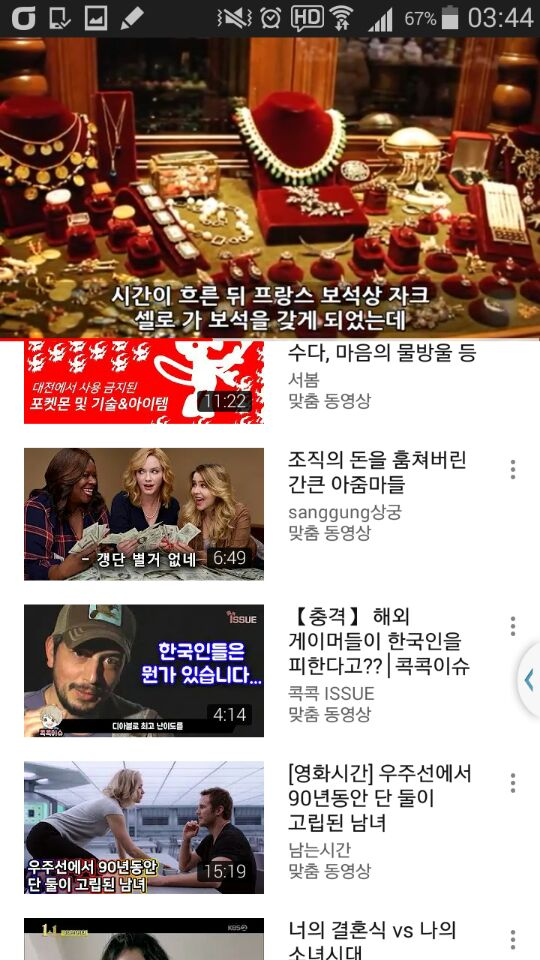 HD
67%
03:44
시간이 흐른 뒤 프랑스 보석상 자크
셀로 가 보석을 갖게 되었는데
대전에서 사용 금지된
포켓몬 및 기술&아이템
11:22
수다, 마음의 물방울 등
서봄
맞춤 동영상
- 갱단 별거 없네
6:49
조직의 돈을 훔쳐버린
간큰 아줌마들
sanggung상궁
맞춤 동영상
ISSUE
한국인들은
뭔가 있습니다...
콕콕이슈
디아블로 최고 난이도를
4:14
【충격】 해외
게이머들이 한국인을
피한다고??│콕콕이슈
콕콕 ISSUE
맞춤 동영상
우주선에서 90년동안
단 둘이 고립된 남녀
15:19
[영화시간] 우주선에서
90년동안 단 둘이
고립된 남녀
남는시간
맞춤 동영상
1+1
KBS
너의 결혼식 vs 나의
소녀시대